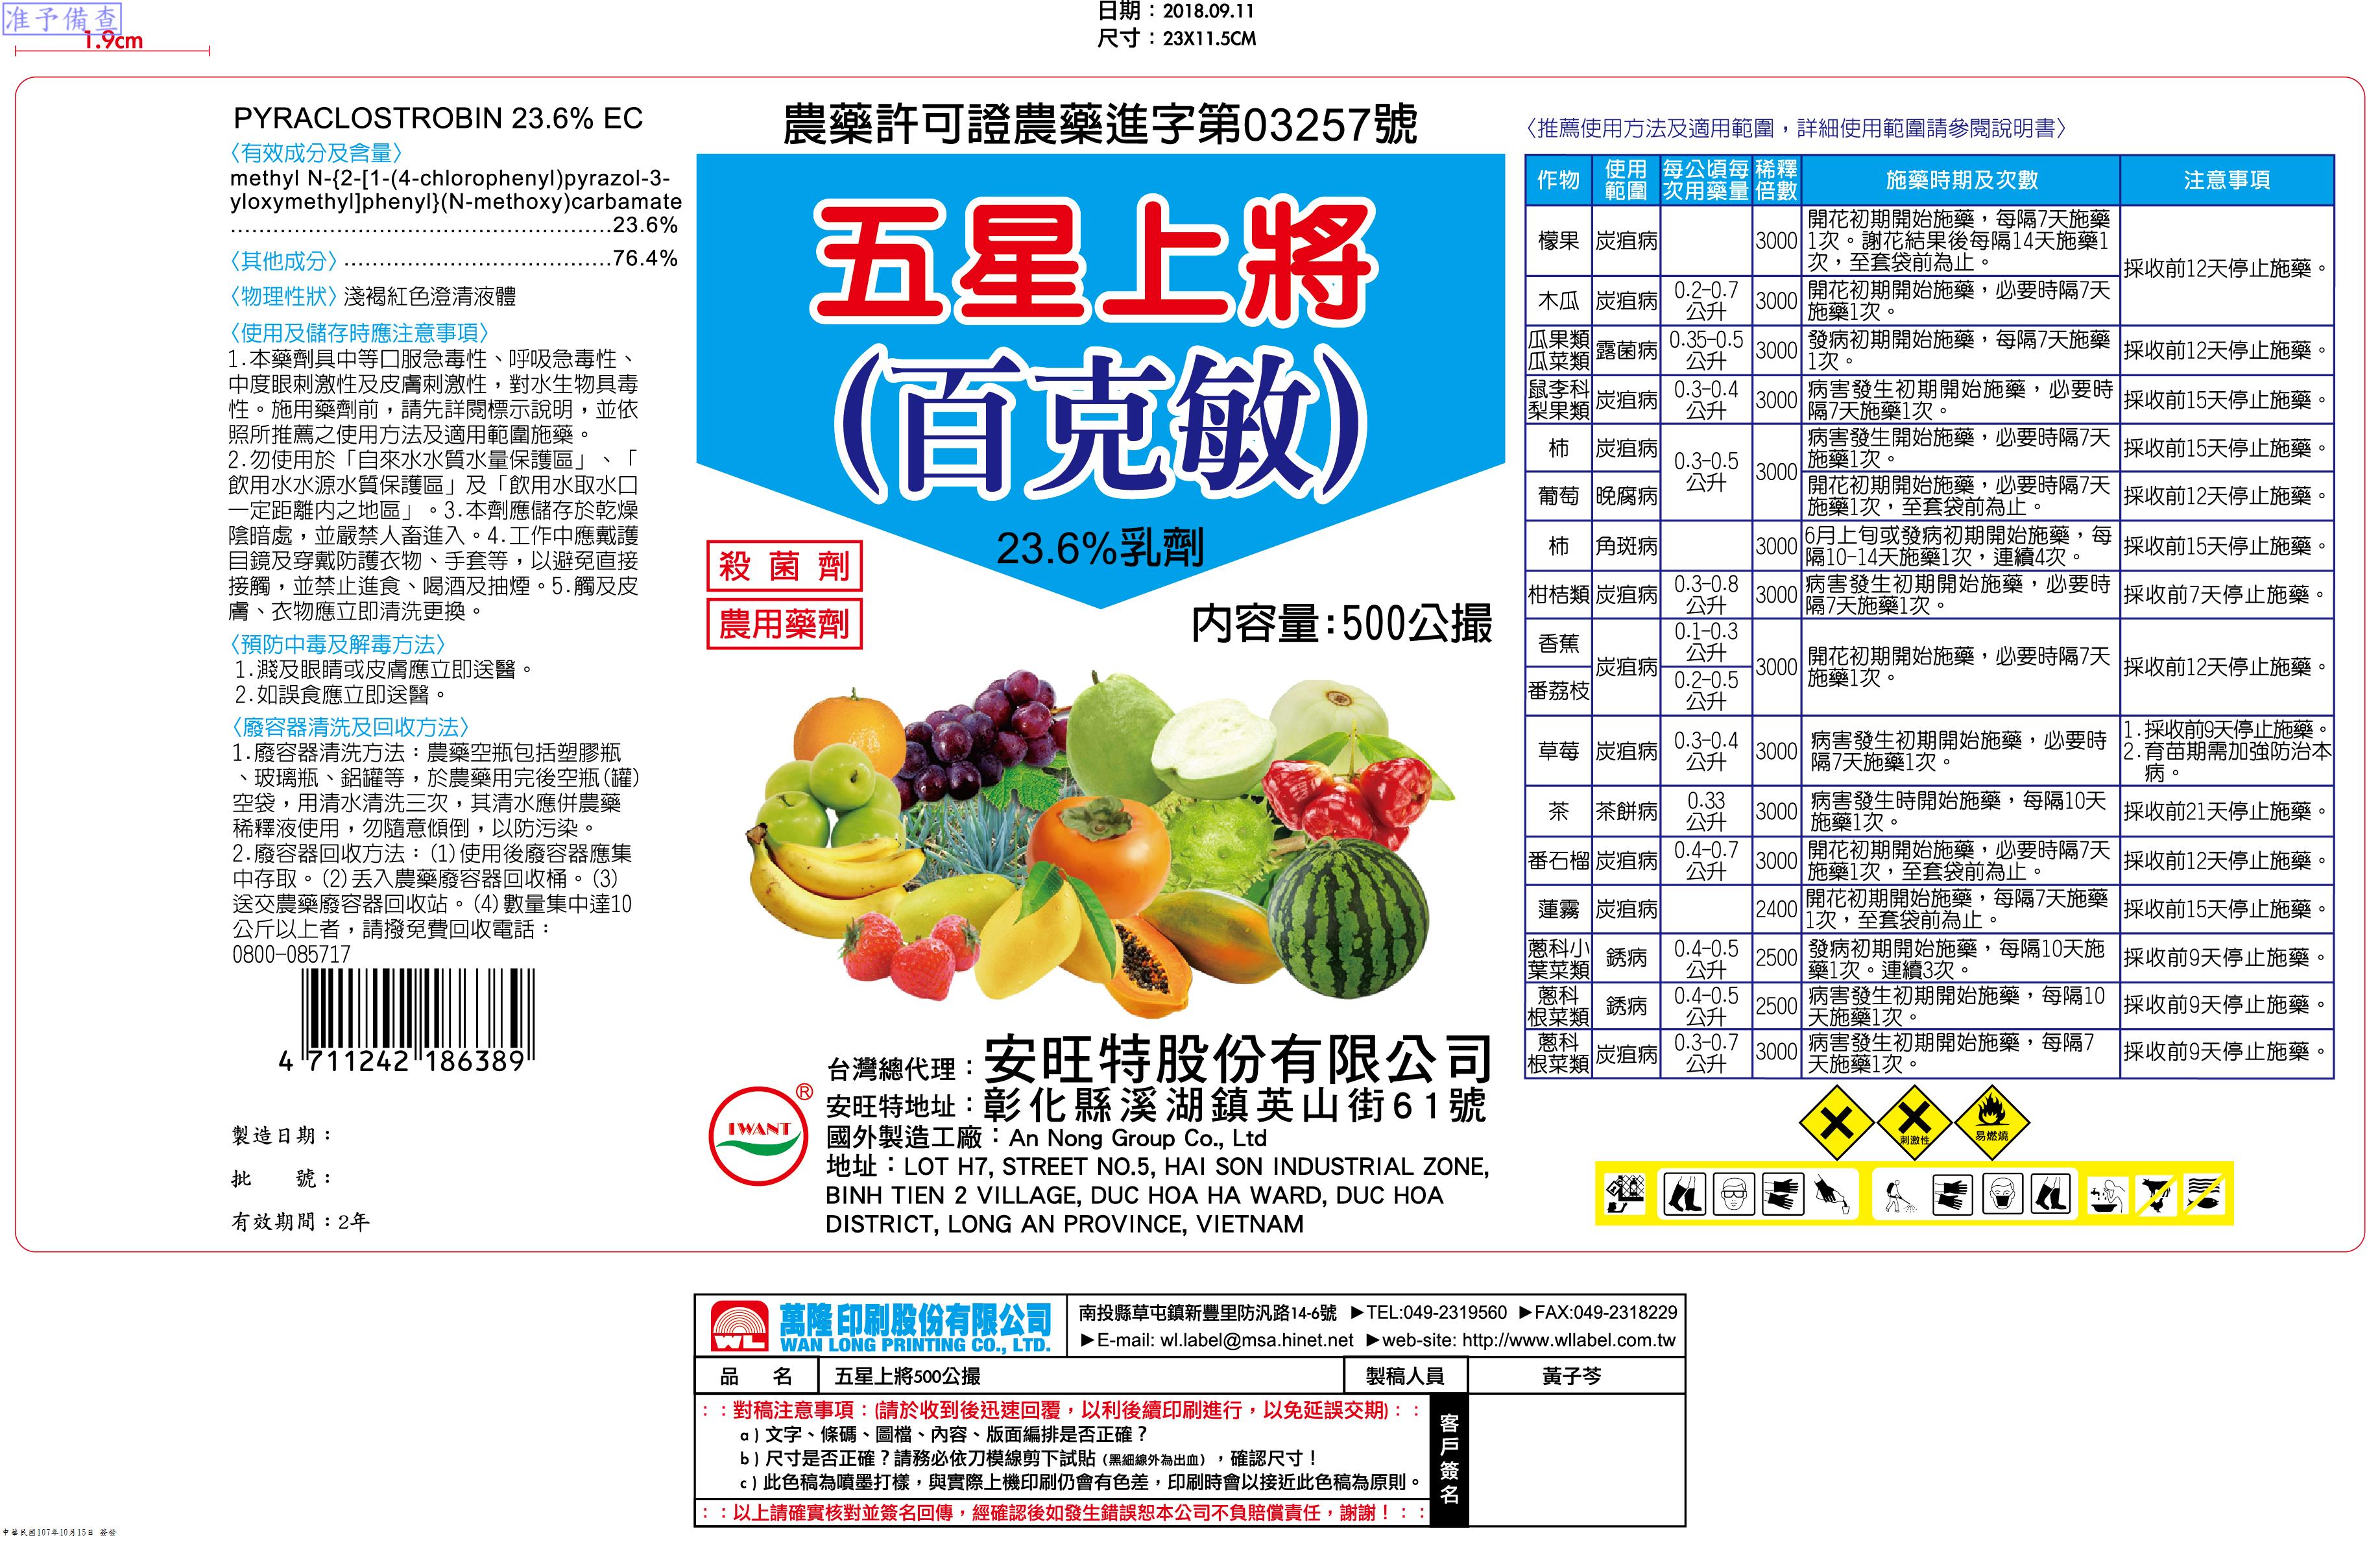 准予備查
1.9cm
日期：2018.09.11
尺寸：23X11.5CM
PYRACLOSTROBIN 23.6% EC
〈有效成分及含量〉
methyl N-{2-[1-(4-chlorophenyl)pyrazol-3-
yloxymethyl]phenyl}(N-methoxy)carbamate
......................................................23.6%
〈其他成分〉......................................76.4%
〈物理性狀〉淺褐紅色澄清液體
〈使用及儲存時應注意事項〉
1.本藥劑具中等口服急毒性、呼吸急毒性、
中度眼刺激性及皮膚刺激性，對水生物具毒
性。施用藥劑前，請先詳閱標示說明，並依
照所推薦之使用方法及適用範圍施藥。
2.勿使用於「自來水水質水量保護區」、「
飲用水水源水質保護區」及「飲用水取水口
一定距離內之地區」。3.本劑應儲存於乾燥
陰暗處，並嚴禁人畜進入。4.工作中應戴護
目鏡及穿戴防護衣物、手套等，以避免直接
接觸，並禁止進食、喝酒及抽煙。5.觸及皮
膚、衣物應立即清洗更換。
〈預防中毒及解毒方法〉
1.濺及眼睛或皮膚應立即送醫。
2.如誤食應立即送醫。
〈廢容器清洗及回收方法〉
1.廢容器清洗方法：農藥空瓶包括塑膠瓶
、玻璃瓶、鋁罐等，於農藥用完後空瓶(罐)
空袋，用清水清洗三次，其清水應併農藥
稀釋液使用，勿隨意傾倒，以防污染。
2.廢容器回收方法：(1)使用後廢容器應集
中存取。(2)丟入農藥廢容器回收桶。(3)
送交農藥廢容器回收站。(4)數量集中達10
公斤以上者，請撥免費回收電話：
0800-085717
4 711242 186389
製造日期：
批　　號：
有效期間：2年
農藥許可證農藥進字第03257號
五星上將
(百克敏)
23.6%乳劑
殺菌劑
農用藥劑
內容量:500公撮
台灣總代理：安旺特股份有限公司
安旺特地址：彰化縣溪湖鎮英山街61號
國外製造工廠：An Nong Group Co., Ltd
地址：LOT H7, STREET NO.5, HAI SON INDUSTRIAL ZONE,
BINH TIEN 2 VILLAGE, DUC HOA HA WARD, DUC HOA
DISTRICT, LONG AN PROVINCE, VIETNAM
IWANT ®
〈推薦使用方法及適用範圍，詳細使用範圍請參閱說明書〉
作物 使用範圍 每公頃每次用藥量 稀釋倍數 施藥時期及次數 注意事項
檬果 炭疽病 3000 開花初期開始施藥，每隔7天施藥1次。謝花結果後每隔14天施藥1次，至套袋前為止。 採收前12天停止施藥。
木瓜 炭疽病 0.2-0.7公升 3000 開花初期開始施藥，必要時隔7天施藥1次。
瓜果類瓜菜類 露菌病 0.35-0.5公升 3000 發病初期開始施藥，每隔7天施藥1次。 採收前12天停止施藥。
鼠李科梨果類 炭疽病 0.3-0.4公升 3000 病害發生初期開始施藥，必要時隔7天施藥1次。 採收前15天停止施藥。
柿 炭疽病 0.3-0.5公升 3000 病害發生開始施藥，必要時隔7天施藥1次。 採收前15天停止施藥。
葡萄 晚腐病 開花初期開始施藥，必要時隔7天施藥1次，至套袋前為止。 採收前12天停止施藥。
柿 角斑病 3000 6月上旬或發病初期開始施藥，每隔10-14天施藥1次，連續4次。 採收前15天停止施藥。
柑桔類 炭疽病 0.3-0.8公升 3000 病害發生初期開始施藥，必要時隔7天施藥1次。 採收前7天停止施藥。
香蕉 炭疽病 0.1-0.3公升 3000 開花初期開始施藥，必要時隔7天施藥1次。 採收前12天停止施藥。
番荔枝 0.2-0.5公升
草莓 炭疽病 0.3-0.4公升 3000 病害發生初期開始施藥，必要時隔7天施藥1次。 1.採收前9天停止施藥。2.育苗期需加強防治本病。
茶 茶餅病 0.33公升 3000 病害發生時開始施藥，每隔10天施藥1次。 採收前21天停止施藥。
番石榴 炭疽病 0.4-0.7公升 3000 開花初期開始施藥，必要時隔7天施藥1次，至套袋前為止。 採收前12天停止施藥。
蓮霧 炭疽病 2400 開花初期開始施藥，每隔7天施藥1次，至套袋前為止。 採收前15天停止施藥。
蔥科小葉菜類 銹病 0.4-0.5公升 2500 發病初期開始施藥，每隔10天施藥1次。連續3次。 採收前9天停止施藥。
蔥科根菜類 銹病 0.4-0.5公升 2500 病害發生初期開始施藥，每隔10天施藥1次。 採收前9天停止施藥。
蔥科根菜類 炭疽病 0.3-0.7公升 3000 病害發生初期開始施藥，每隔7天施藥1次。 採收前9天停止施藥。
刺激性
易燃燒
WL
萬隆印刷股份有限公司
WAN LONG PRINTING CO., LTD.
南投縣草屯鎮新豐里防汎路14-6號 ▶TEL:049-2319560 ▶FAX:049-2318229
▶E-mail: wl.label@msa.hinet.net ▶web-site: http://www.wllabel.com.tw
品　名 五星上將500公撮 製稿人員 黃子芩
：：對稿注意事項：(請於收到後迅速回覆，以利後續印刷進行，以免延誤交期)：：
a) 文字、條碼、圖檔、內容、版面編排是否正確？
b) 尺寸是否正確？請務必依刀模線剪下試貼（黑細線外為出血），確認尺寸！
c) 此色稿為噴墨打樣，與實際上機印刷仍會有色差，印刷時會以接近此色稿為原則。
：：以上請確實核對並簽名回傳，經確認後如發生錯誤恕本公司不負賠償責任，謝謝！：：
客戶簽名
中華民國107年10月15日 簽發